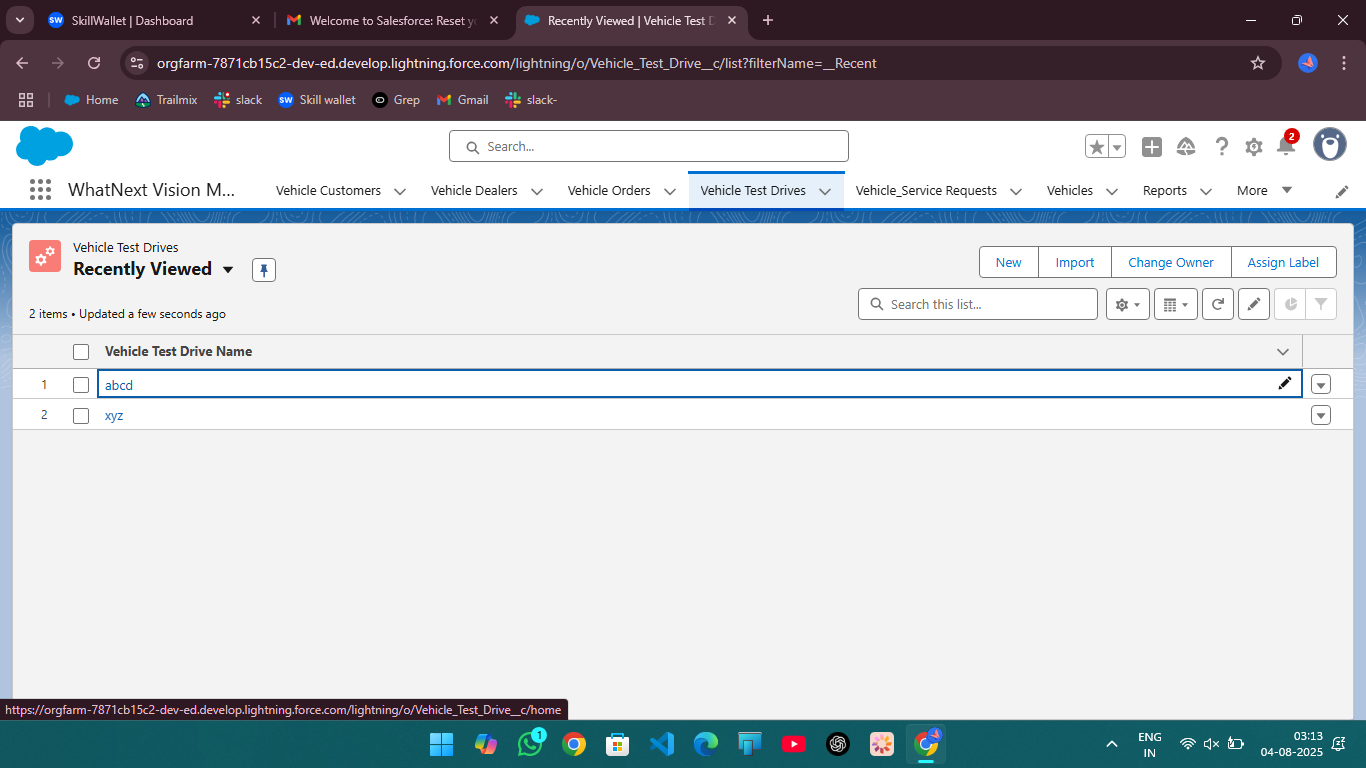 SW SkillWallet | Dashboard
Welcome to Salesforce: Reset yo
Recently Viewed | Vehicle Test D
orgfarm-7871cb15c2-dev-ed.develop.lightning.force.com/lightning/o/Vehicle_Test_Drive__c/list?filterName=__Recent
Home
Trailmix
slack
SW Skill wallet
Grep
Gmail
slack-
Search...
2
WhatNext Vision M...
Vehicle Customers
Vehicle Dealers
Vehicle Orders
Vehicle Test Drives
Vehicle_Service Requests
Vehicles
Reports
More
Vehicle Test Drives
Recently Viewed
New
Import
Change Owner
Assign Label
2 items • Updated a few seconds ago
Search this list...
Vehicle Test Drive Name
1 abcd
2 xyz
https://orgfarm-7871cb15c2-dev-ed.develop.lightning.force.com/lightning/o/Vehicle_Test_Drive__c/home
1
ENG
IN
03:13
04-08-2025